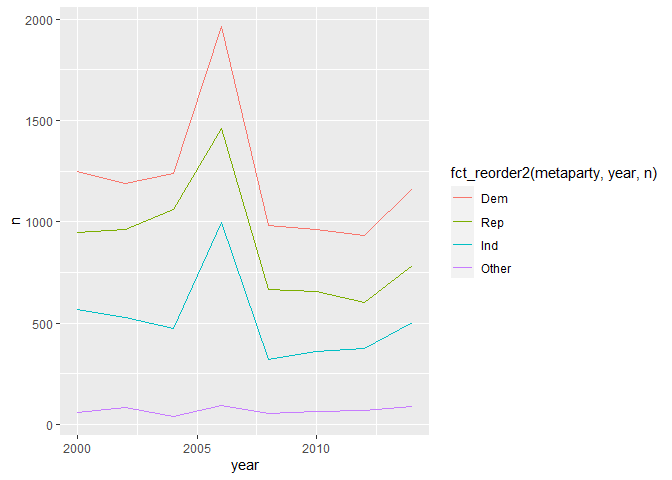 2000
1500
1000
500
0
n
2000
2005
2010
year
fct_reorder2(metaparty, year, n)
Dem
Rep
Ind
Other